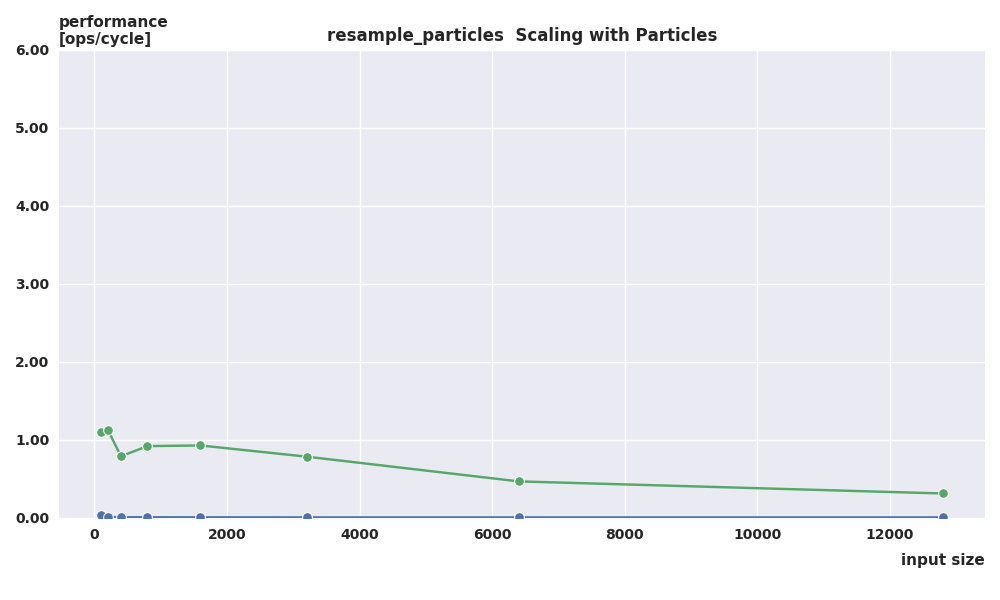 performance
[ops/cycle]
resample_particles  Scaling with Particles
6.00
5.00
4.00
3.00
2.00
1.00
0.00
0 2000 4000 6000 8000 10000 12000
input size